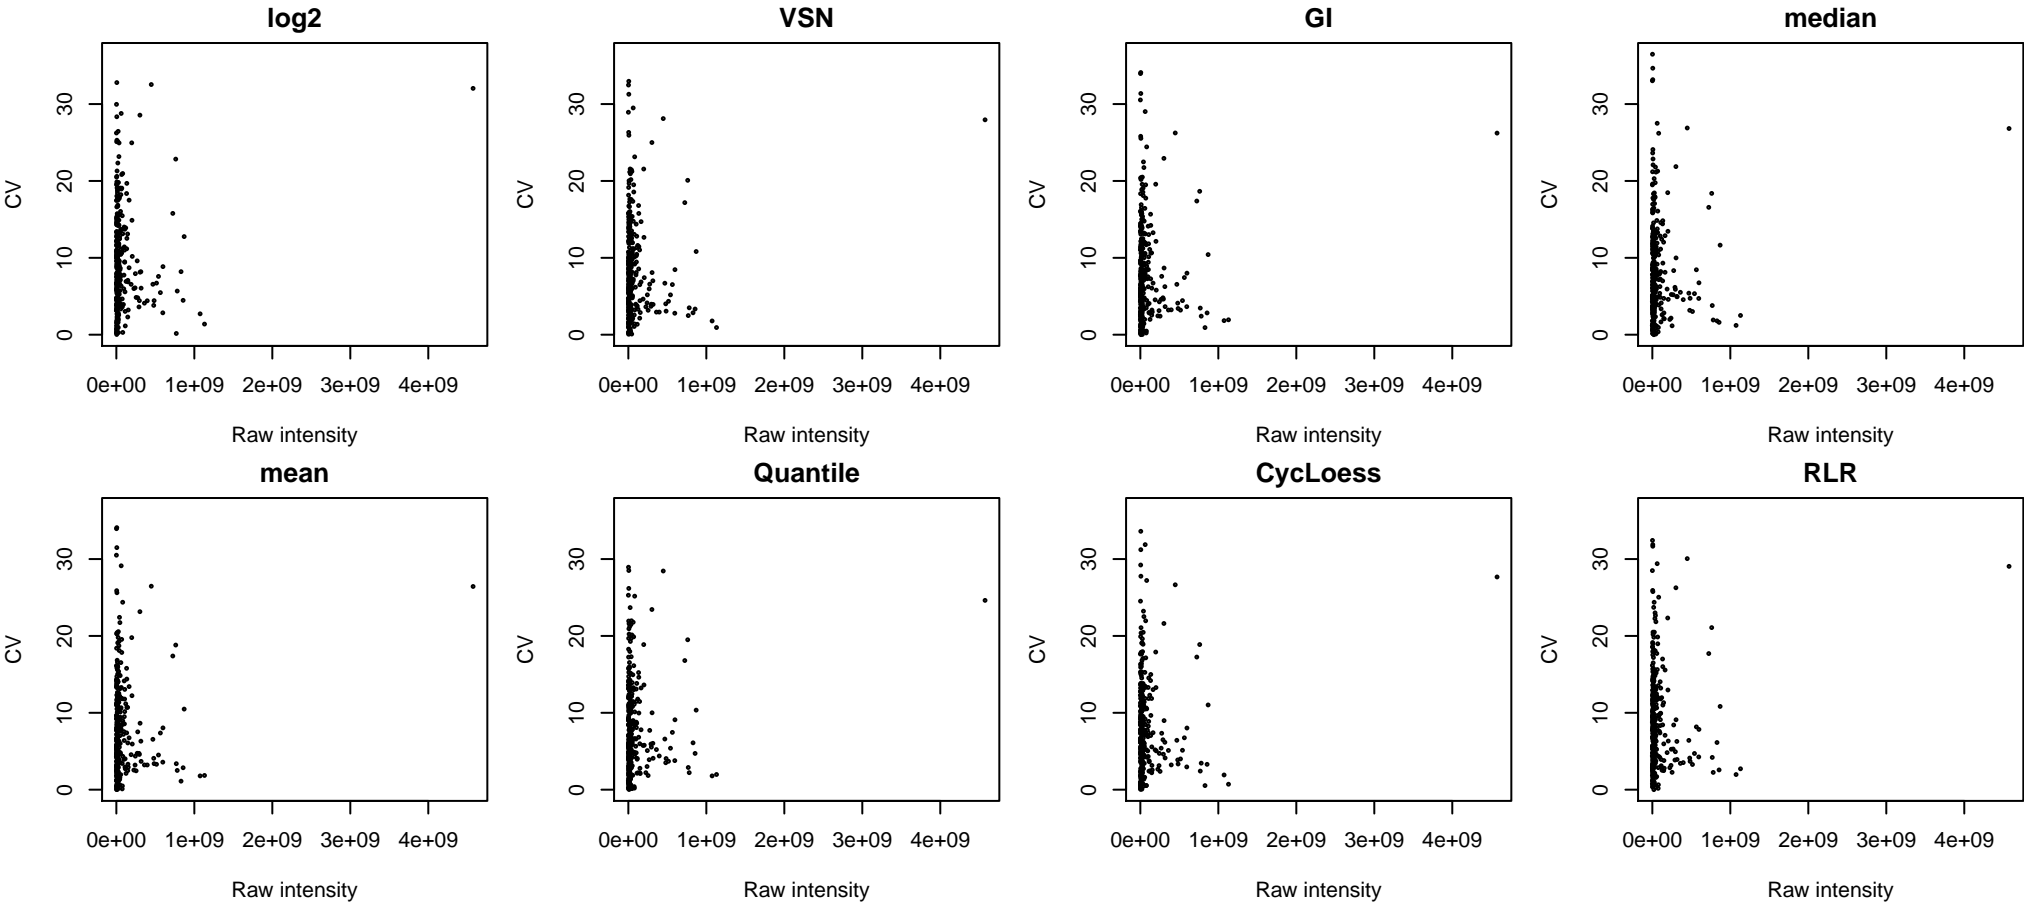 log2 VSN GI median
CV 0 10 20 30 CV 0 10 20 30 CV 0 10 20 30 CV 0 10 20 30
0e+00 1e+09 2e+09 3e+09 4e+09 0e+00 1e+09 2e+09 3e+09 4e+09 0e+00 1e+09 2e+09 3e+09 4e+09 0e+00 1e+09 2e+09 3e+09 4e+09
Raw intensity Raw intensity Raw intensity Raw intensity
mean Quantile CycLoess RLR
CV 0 10 20 30 CV 0 10 20 30 CV 0 10 20 30 CV 0 10 20 30
0e+00 1e+09 2e+09 3e+09 4e+09 0e+00 1e+09 2e+09 3e+09 4e+09 0e+00 1e+09 2e+09 3e+09 4e+09 0e+00 1e+09 2e+09 3e+09 4e+09
Raw intensity Raw intensity Raw intensity Raw intensity